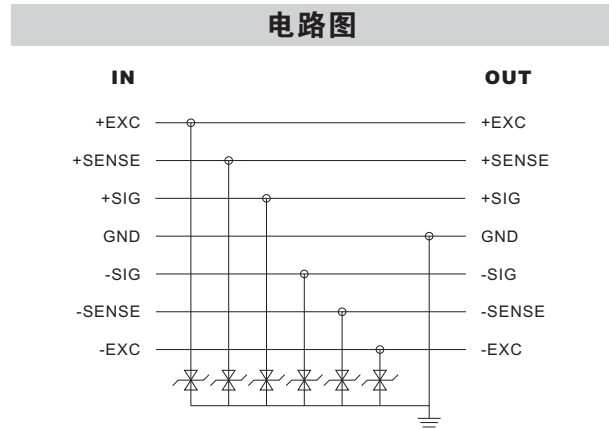 电路图
IN OUT
+EXC +EXC
+SENSE +SENSE
+SIG +SIG
GND GND
-SIG -SIG
-SENSE -SENSE
-EXC -EXC